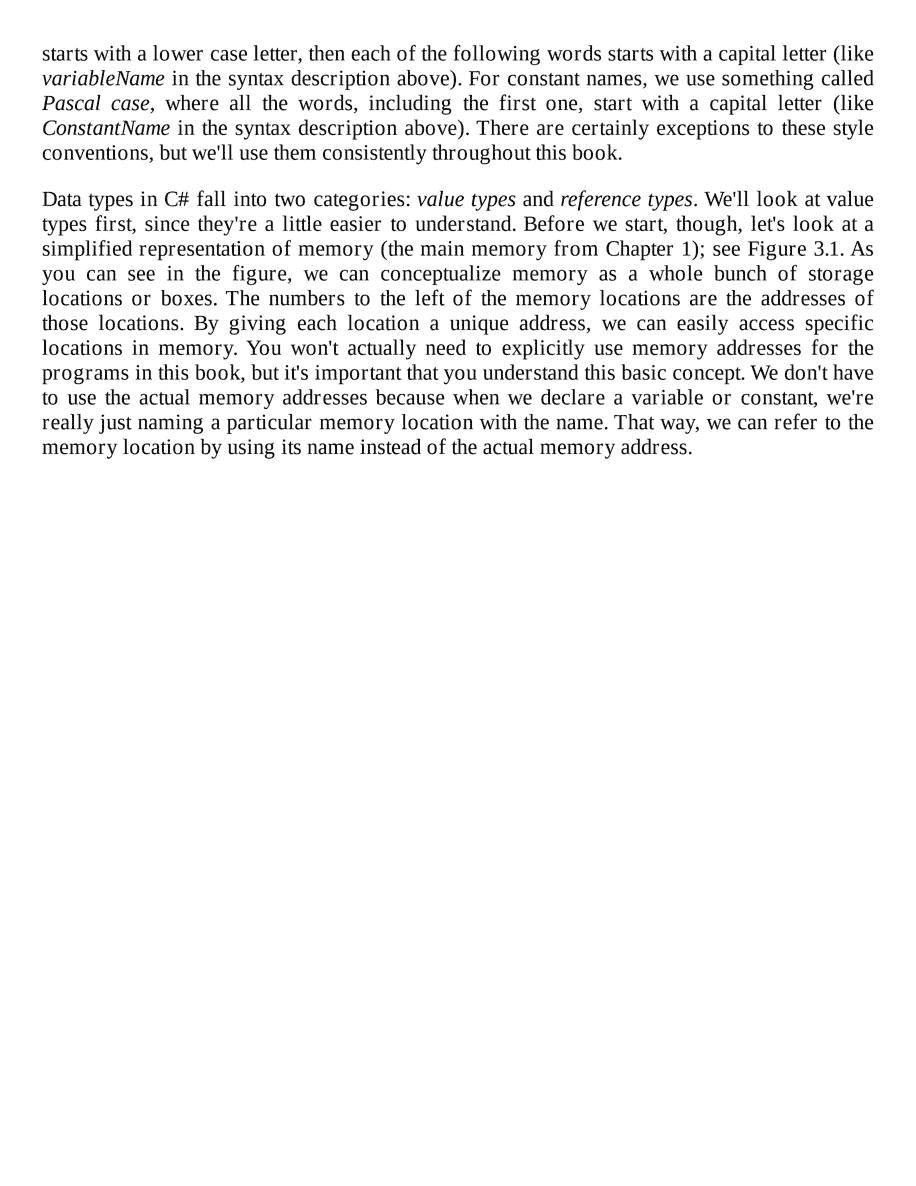 starts with a lower case letter, then each of the following words starts with a capital letter (like
variableName in the syntax description above). For constant names, we use something called
Pascal case, where all the words, including the first one, start with a capital letter (like
ConstantName in the syntax description above). There are certainly exceptions to these style
conventions, but we'll use them consistently throughout this book.
Data types in C# fall into two categories: value types and reference types. We'll look at value
types first, since they're a little easier to understand. Before we start, though, let's look at a
simplified representation of memory (the main memory from Chapter 1); see Figure 3.1. As
you can see in the figure, we can conceptualize memory as a whole bunch of storage
locations or boxes. The numbers to the left of the memory locations are the addresses of
those locations. By giving each location a unique address, we can easily access specific
locations in memory. You won't actually need to explicitly use memory addresses for the
programs in this book, but it's important that you understand this basic concept. We don't have
to use the actual memory addresses because when we declare a variable or constant, we're
really just naming a particular memory location with the name. That way, we can refer to the
memory location by using its name instead of the actual memory address.